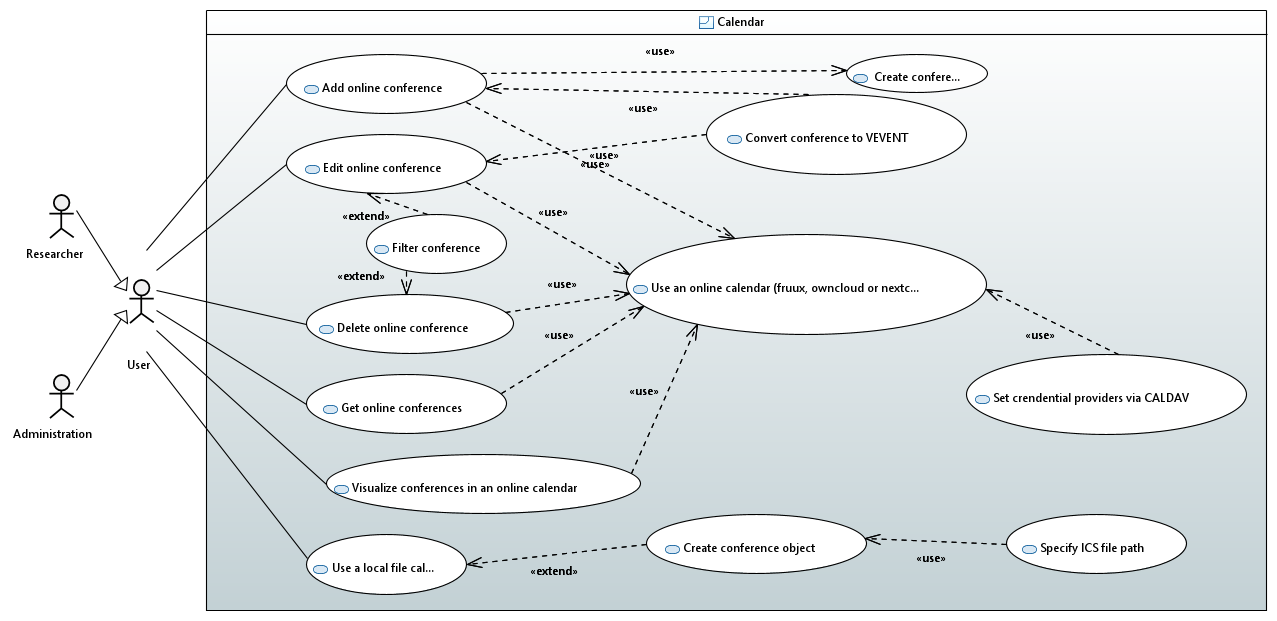 Calendar
«use»
Add online conference
Create confere...
«use»
Convert conference to VEVENT
«use»
«use»
Edit online conference
«extend»
«use»
Filter conference
Researcher
«extend»
«use»
Use an online calendar (fruux, owncloud or nextc...
Delete online conference
«use»
«use»
User
«use»
Set crendential providers via CALDAV
Get online conferences
Administration
Visualize conferences in an online calendar
Create conference object
Specify ICS file path
«use»
Use a local file cal...
«extend»